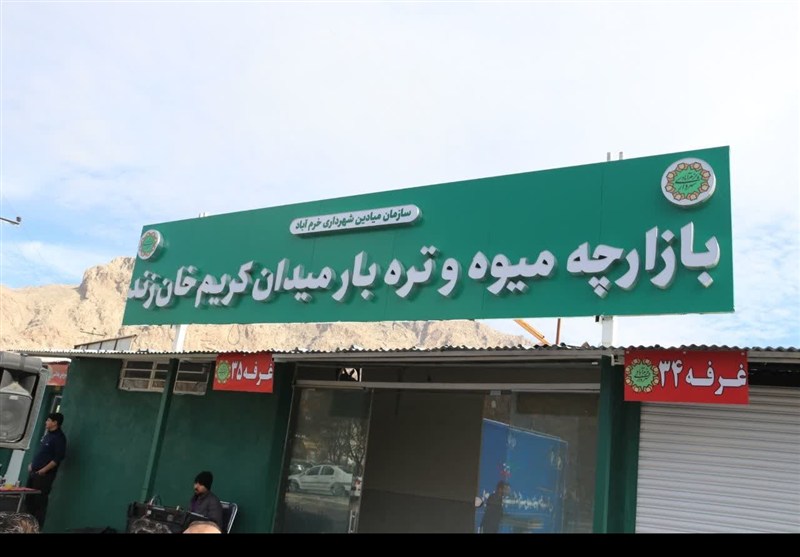 سازمان میادین شهرداری خرم آباد
بازارچه میوه و تره بار میدان کریم خان زند
غرفه ۳۴
غرفه ۳۵